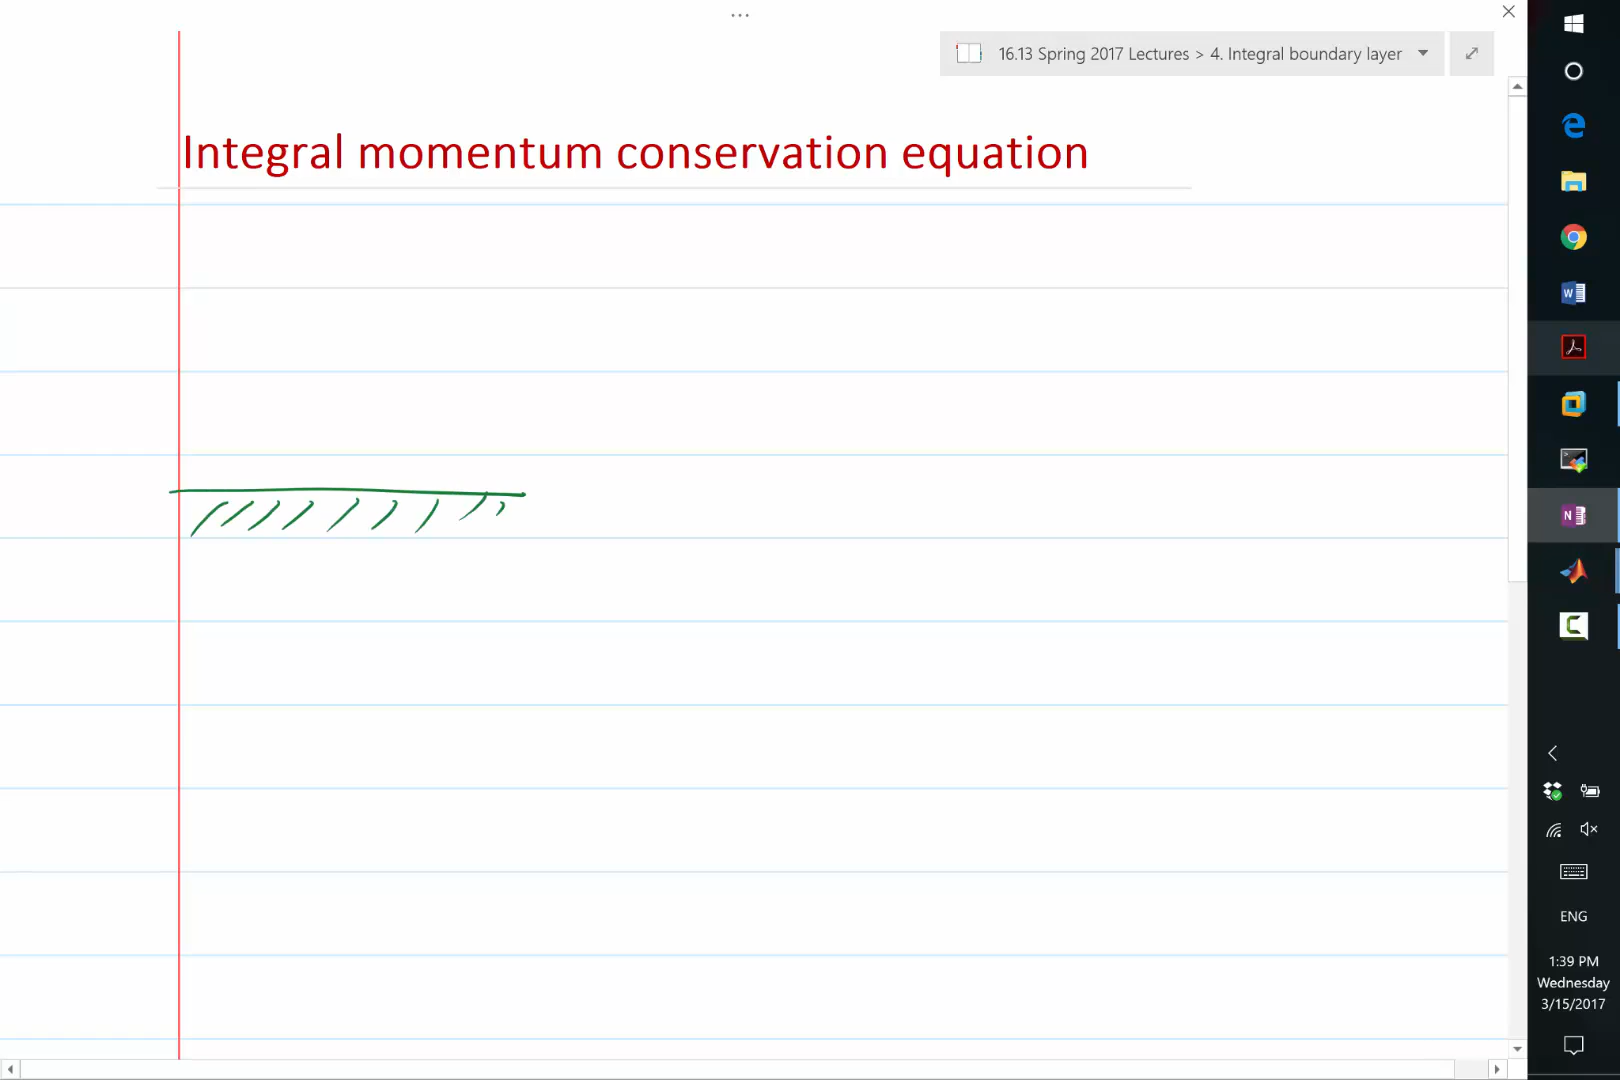 16.13 Spring 2017 Lectures > 4. Integral boundary layer
Integral momentum conservation equation
ENG
1:39 PM
Wednesday
3/15/2017